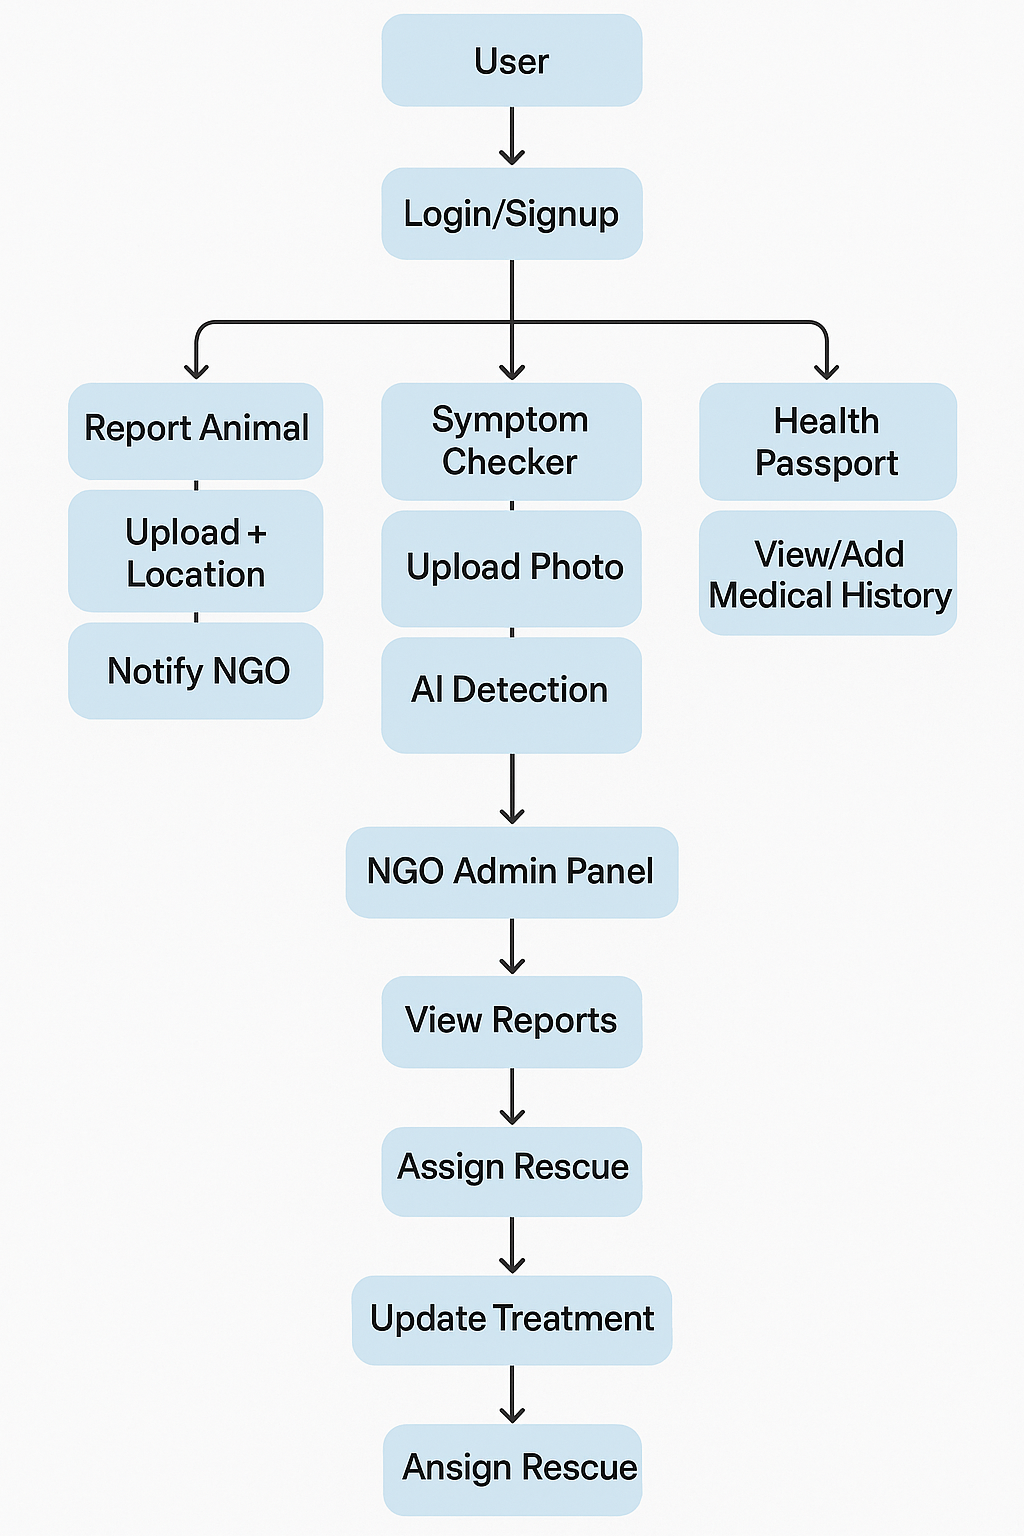 User
Login/Signup
Report Animal
Upload +
Location
Notify NGO
Symptom
Checker
Upload Photo
AI Detection
Health
Passport
View/Add
Medical History
NGO Admin Panel
View Reports
Assign Rescue
Update Treatment
Ansign Rescue